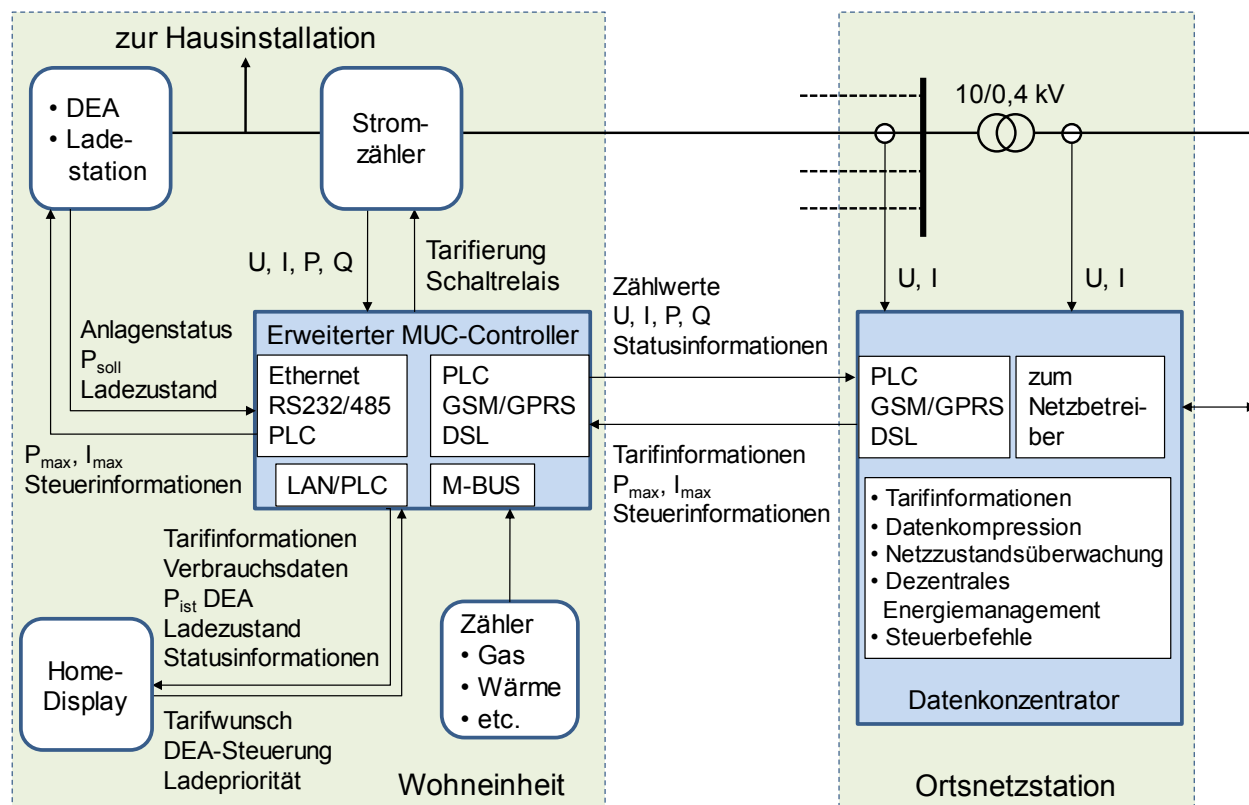 zur Hausinstallation
• DEA
• Lade-
station
Strom-
zähler
10/0,4 kV
U, I, P, Q
Tarifierung
Schaltrelais
U, I
U, I
Zählwerte
U, I, P, Q
Statusinformationen
Anlagenstatus
Psoll
Ladezustand
Erweiterter MUC-Controller
Ethernet
RS232/485
PLC
PLC
GSM/GPRS
DSL
LAN/PLC
M-BUS
Pmax, Imax
Steuerinformationen
Tarifinformationen
Pmax, Imax
Steuerinformationen
PLC
GSM/GPRS
DSL
zum
Netzbetrei-
ber
• Tarifinformationen
• Datenkompression
• Netzzustandsüberwachung
• Dezentrales
Energiemanagement
• Steuerbefehle
Datenkonzentrator
Tarifinformationen
Verbrauchsdaten
Pist DEA
Ladezustand
Statusinformationen
Home-
Display
Tarifwunsch
DEA-Steuerung
Ladepriorität
Zähler
• Gas
• Wärme
• etc.
Wohneinheit
Ortsnetzstation